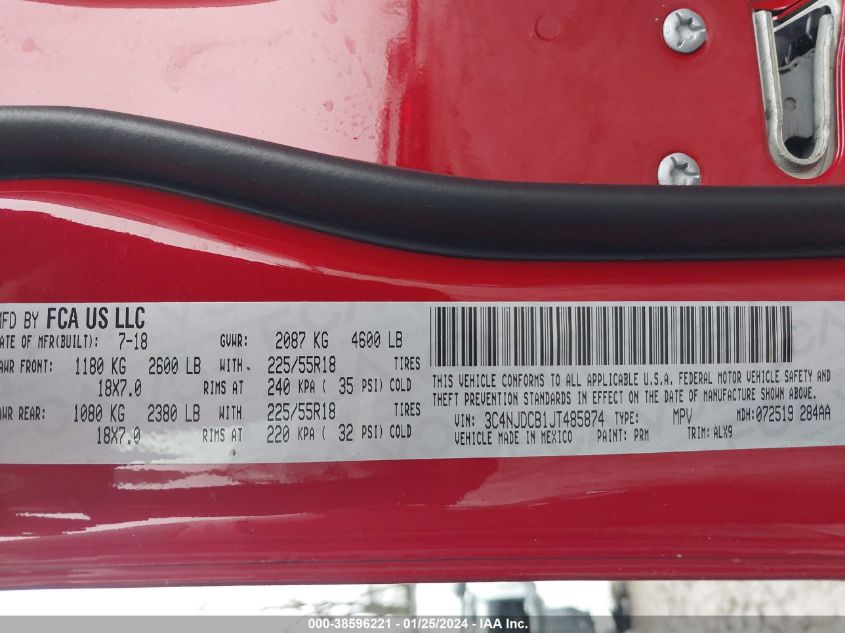 MFD BY FCA US LLC
DATE OF MFR(BUILT): 7-18 GVWR: 2087 KG 4600 LB
GAWR FRONT: 1180 KG 2600 LB WITH 225/55R18 TIRES
18X7.0 RIMS AT 240 KPA ( 35 PSI) COLD
GAWR REAR: 1080 KG 2380 LB WITH 225/55R18 TIRES
18X7.0 RIMS AT 220 KPA ( 32 PSI) COLD
THIS VEHICLE CONFORMS TO ALL APPLICABLE U.S.A. FEDERAL MOTOR VEHICLE SAFETY AND
THEFT PREVENTION STANDARDS IN EFFECT ON THE DATE OF MANUFACTURE SHOWN ABOVE.
VIN: 3C4NJDCB1JT485874 TYPE: MPV MDH: 072519 284AA
VEHICLE MADE IN MEXICO PAINT: PRM TRIM: ALX9
000-38596221 - 01/25/2024 - IAA Inc.